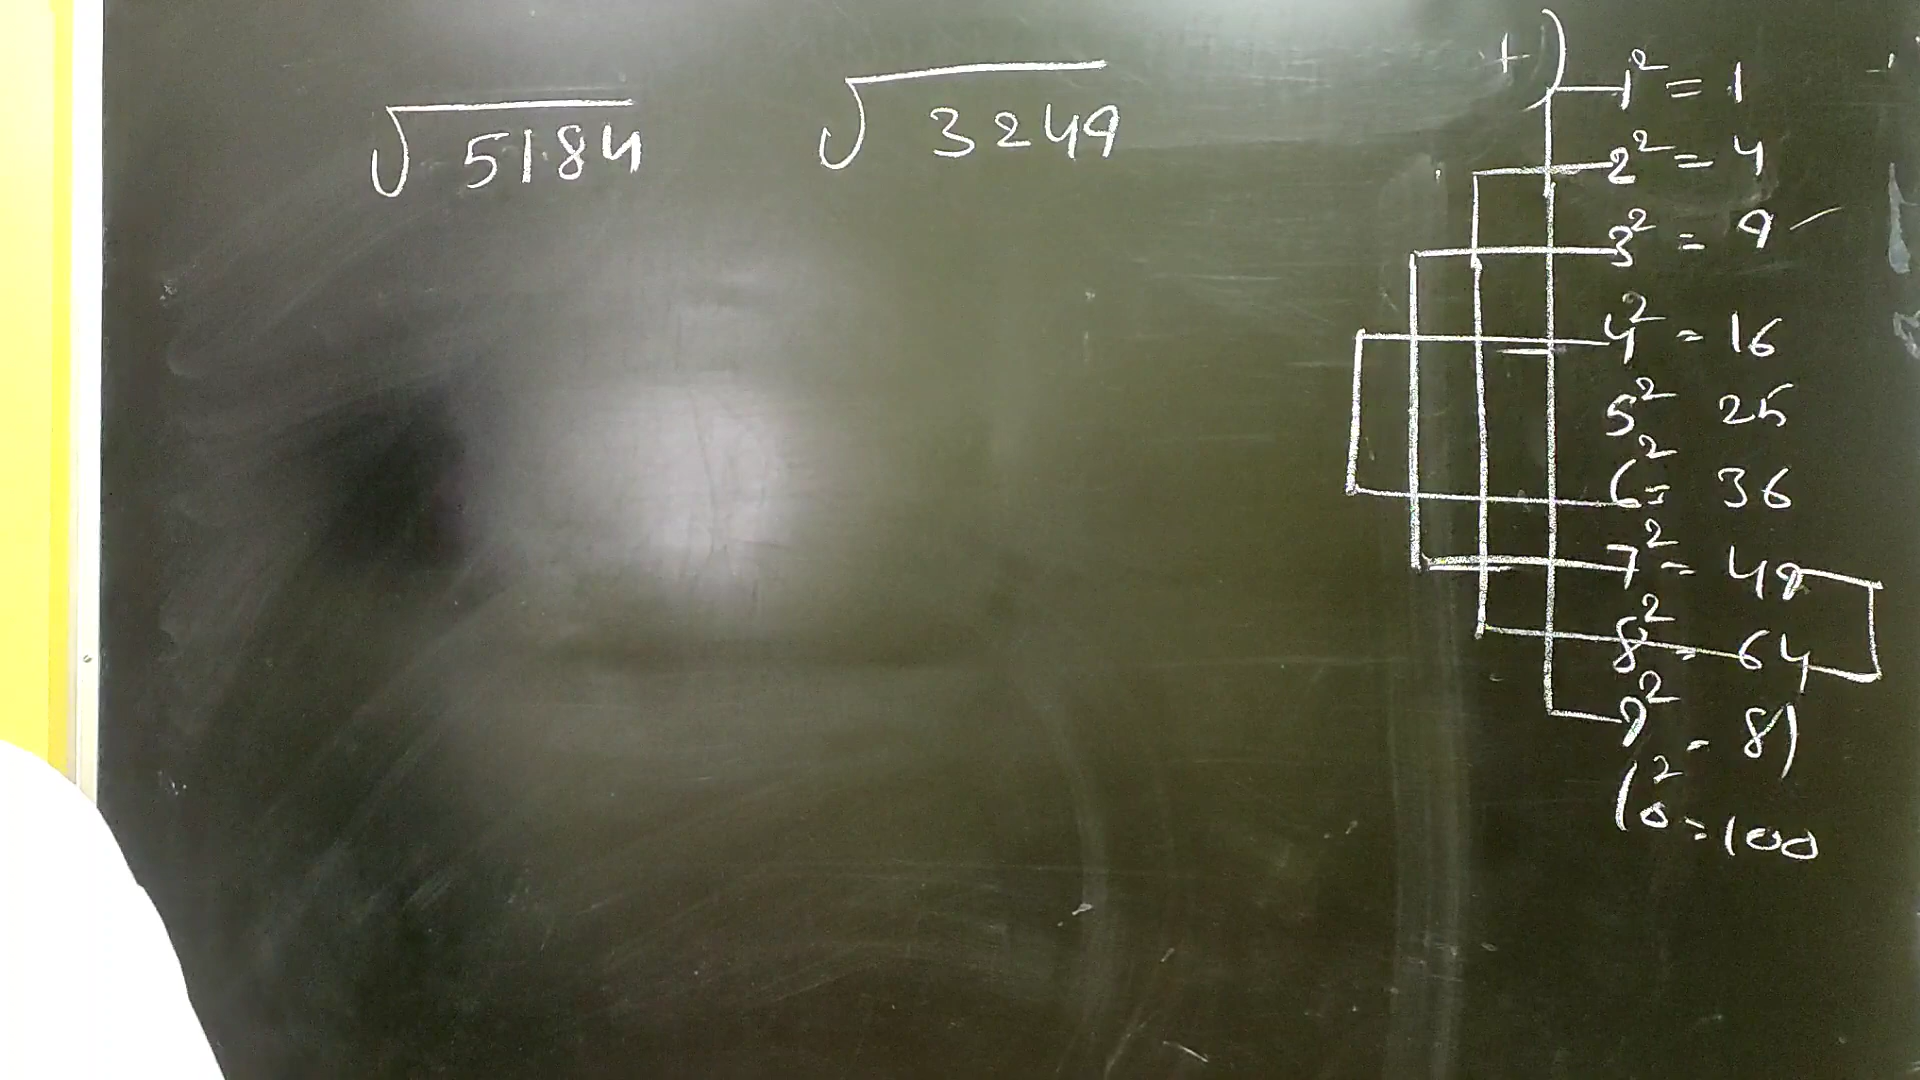 √5184
√3249
1² = 1
2² = 4
3² = 9
4² = 16
5² 25
6² = 36
7² = 49
8² = 64
9² - 81
10² = 100